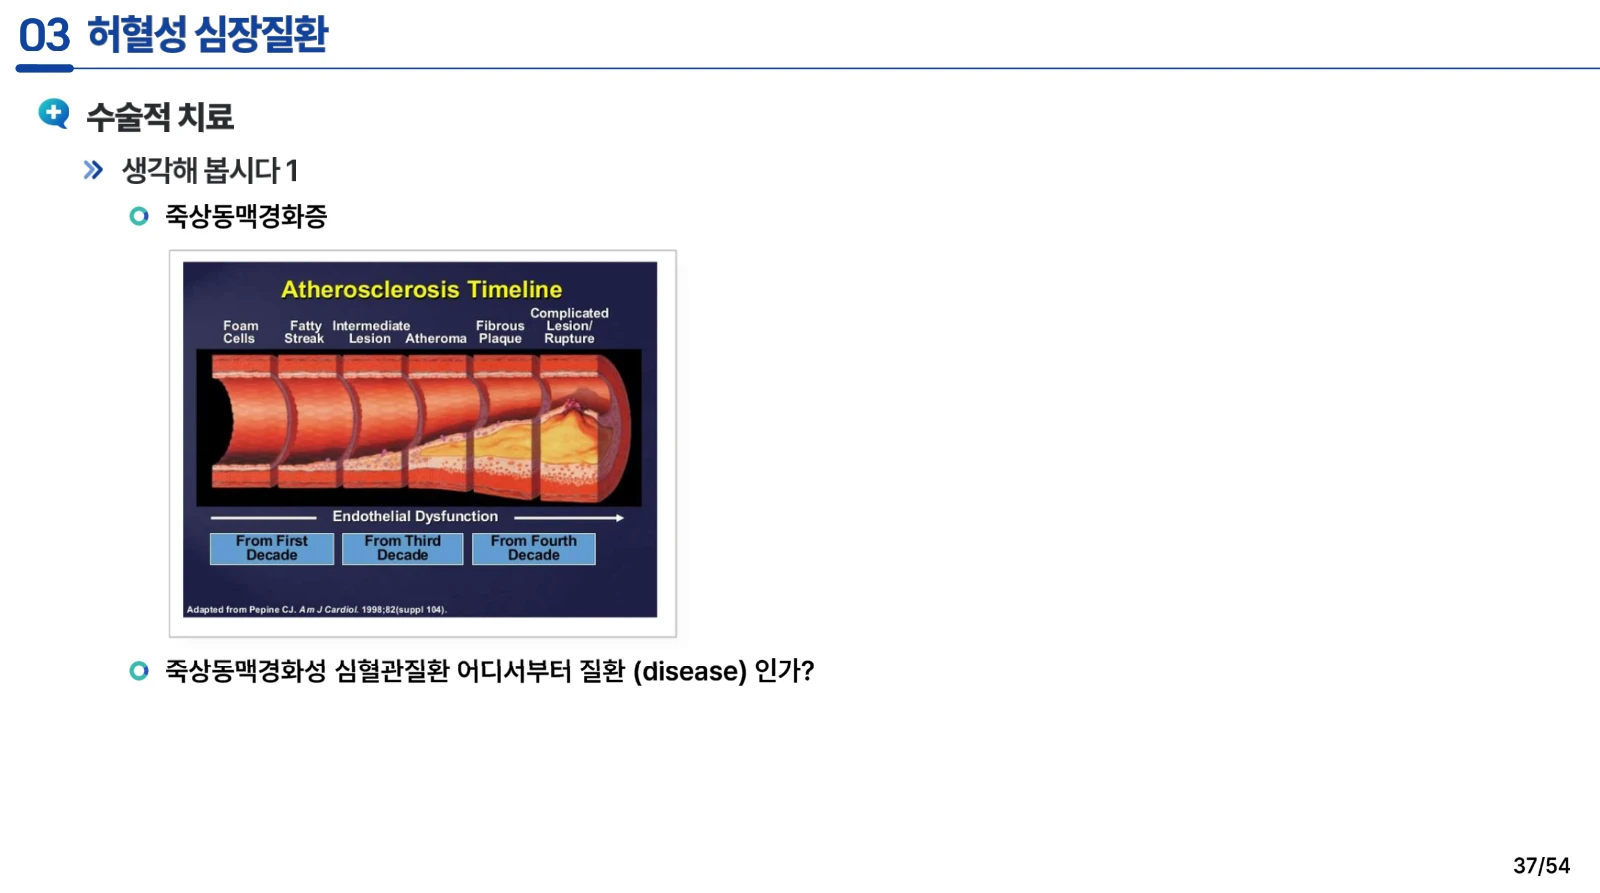 03 허혈성 심장질환
수술적 치료
생각해 봅시다 1
죽상동맥경화증
Atherosclerosis Timeline
Foam Cells
Fatty Streak
Intermediate Lesion
Atheroma
Fibrous Plaque
Complicated Lesion/ Rupture
Endothelial Dysfunction
From First Decade
From Third Decade
From Fourth Decade
Adapted from Pepine CJ. Am J Cardiol. 1998;82(suppl 104).
죽상동맥경화성 심혈관질환 어디서부터 질환 (disease) 인가?
37/54